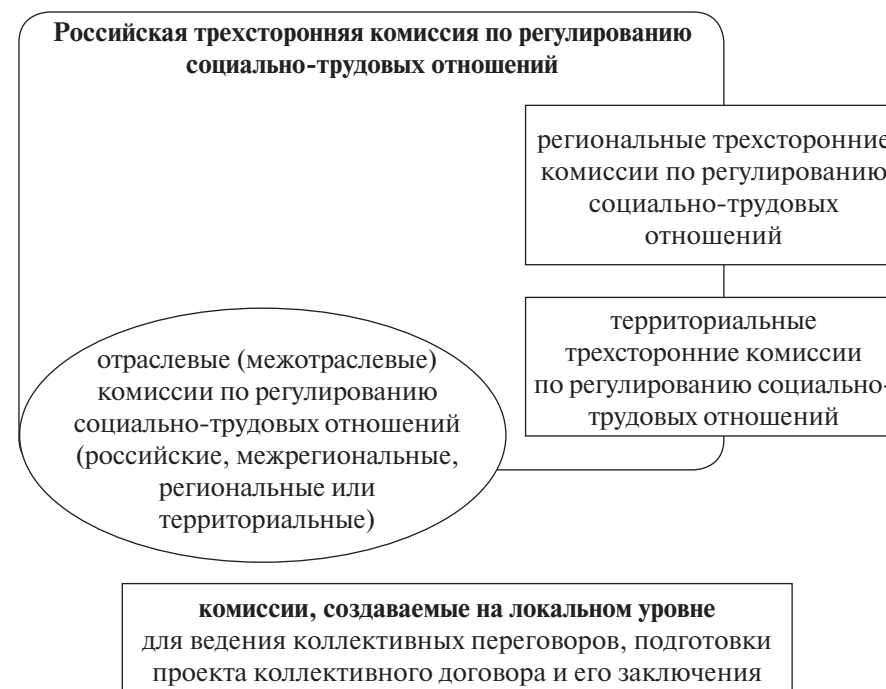 Российская трехсторонняя комиссия по регулированию
социально-трудовых отношений
региональные трехсторонние
комиссии по регулированию
социально-трудовых
отношений
территориальные
трехсторонние комиссии
по регулированию социально-
трудовых отношений
отраслевые (межотраслевые)
комиссии по регулированию
социально-трудовых отношений
(российские, межрегиональные,
региональные или
территориальные)
комиссии, создаваемые на локальном уровне
для ведения коллективных переговоров, подготовки
проекта коллективного договора и его заключения